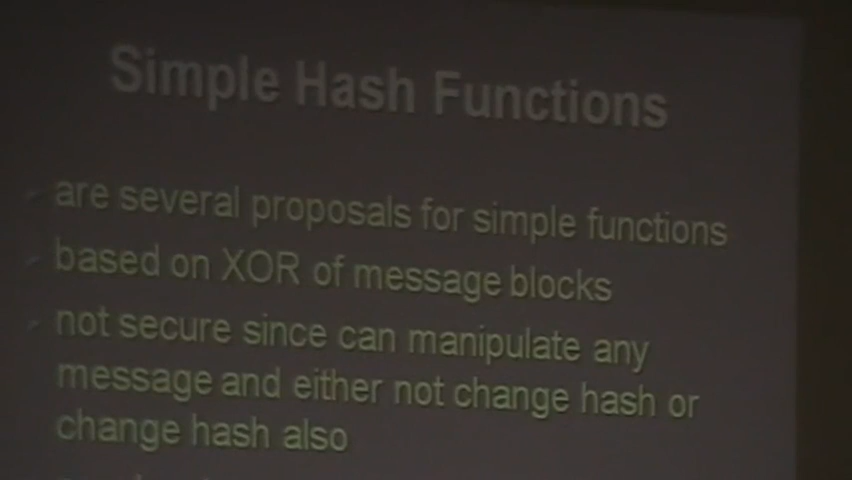 Simple Hash Functions
are several proposals for simple functions
based on XOR of message blocks
not secure since can manipulate any
message and either not change hash or
change hash also